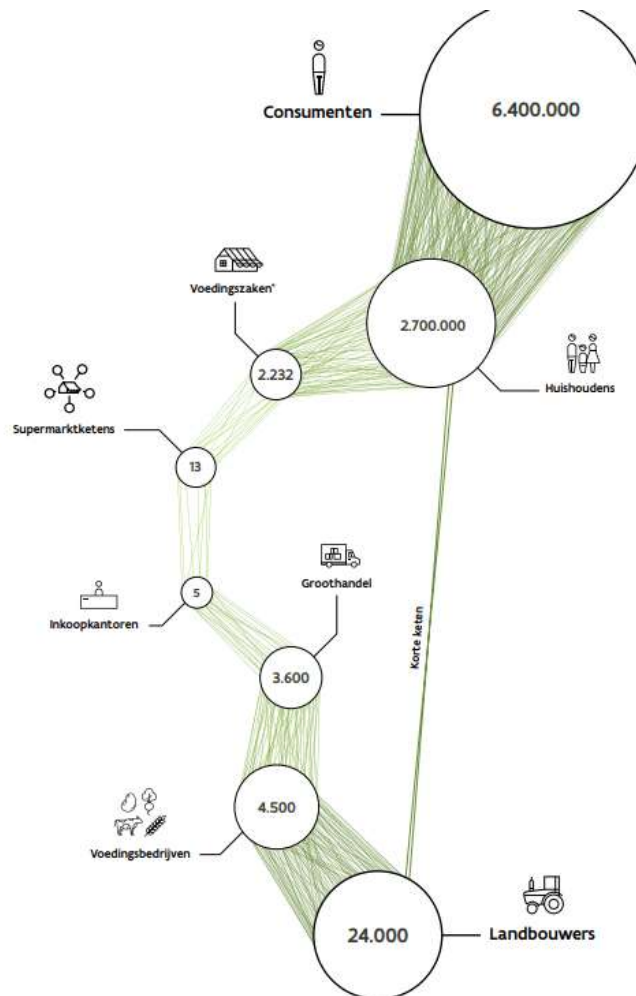 Consumenten
6.400.000
Voedingszaken*
2.700.000
2.232
Huishoudens
Supermarktketens
13
Groothandel
5
Inkoopkantoren
Korte keten
3.600
4.500
Voedingsbedrijven
24.000
Landbouwers